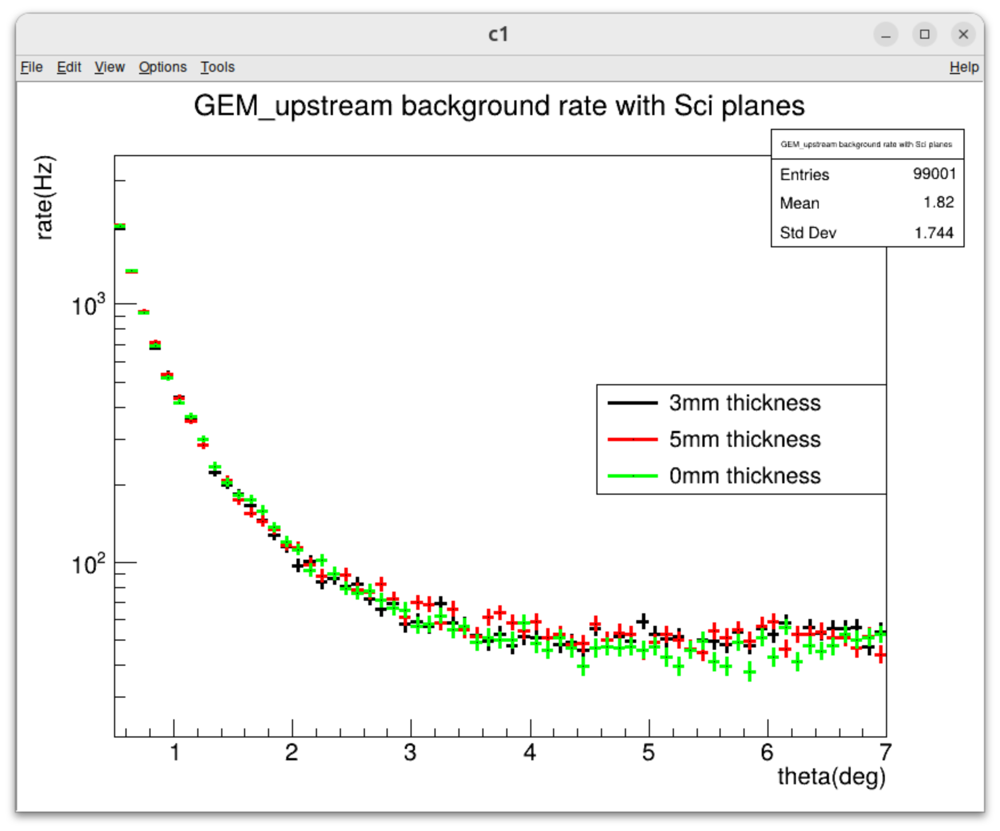 c1
File Edit View Options Tools Help
GEM_upstream background rate with Sci planes
GEM_upstream background rate with Sci planes
Entries 99001
Mean 1.82
Std Dev 1.744
rate(Hz)
10³
10²
3mm thickness
5mm thickness
0mm thickness
1 2 3 4 5 6 7
theta(deg)